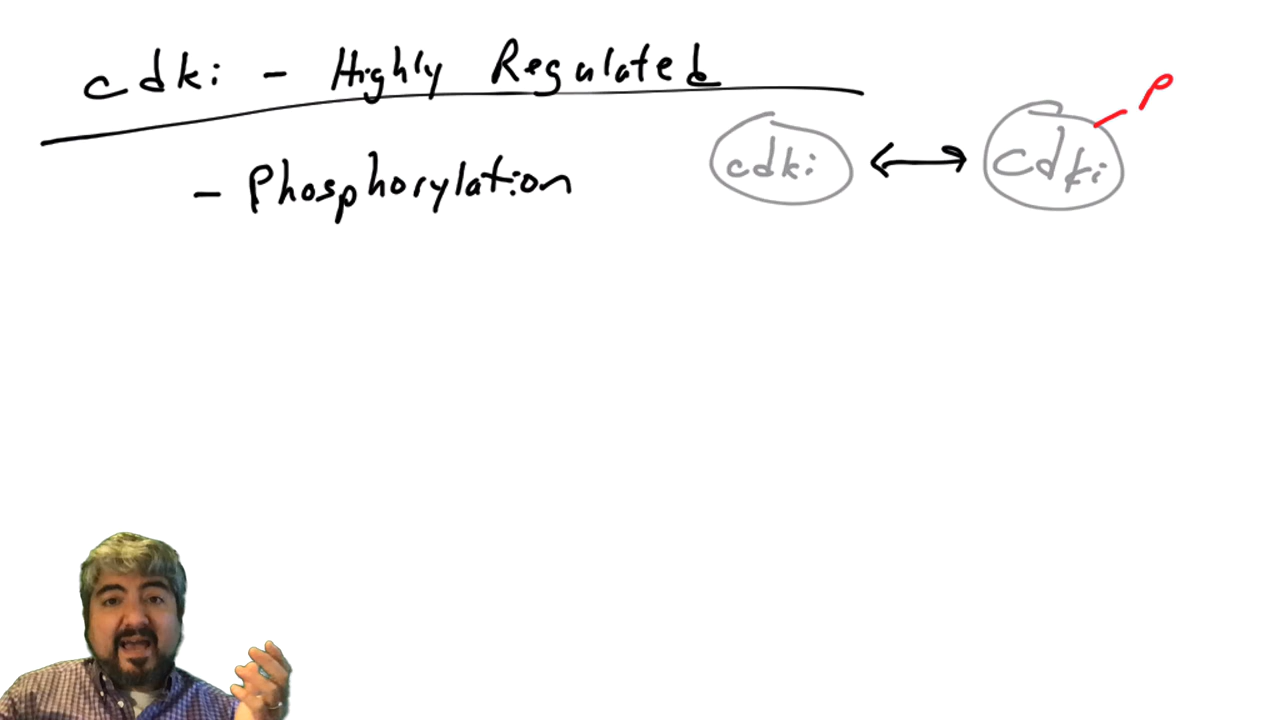 cdki - Highly Regulated
- Phosphorylation
cdki
cdki
P